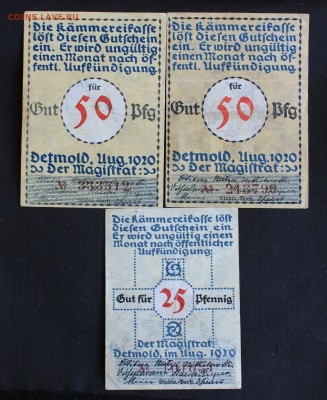 COINS.LAV.RU
Die Kämmereikasse löst
diesen Gutschein
ein. Er wird ungültig
einen Monat nach öf-
fentl. Aufkündigung.
für
Gut 50 Pfg
Detmold, Aug. 1920
Der Magistrat
Die Kämmereikasse löst
diesen Gutschein
ein. Er wird ungültig
einen Monat nach öf-
fentl. Aufkündigung.
für
Gut 50 Pfg
Detmold, Aug. 1920
Der Magistrat:
Die Kämmereikasse löst
diesen Gutschein ein.
Er wird ungültig einen
Monat nach öffentlicher
Aufkündigung
Gut für 25 Pfennig
Der Magistrat:
Detmold, im Aug. 1920